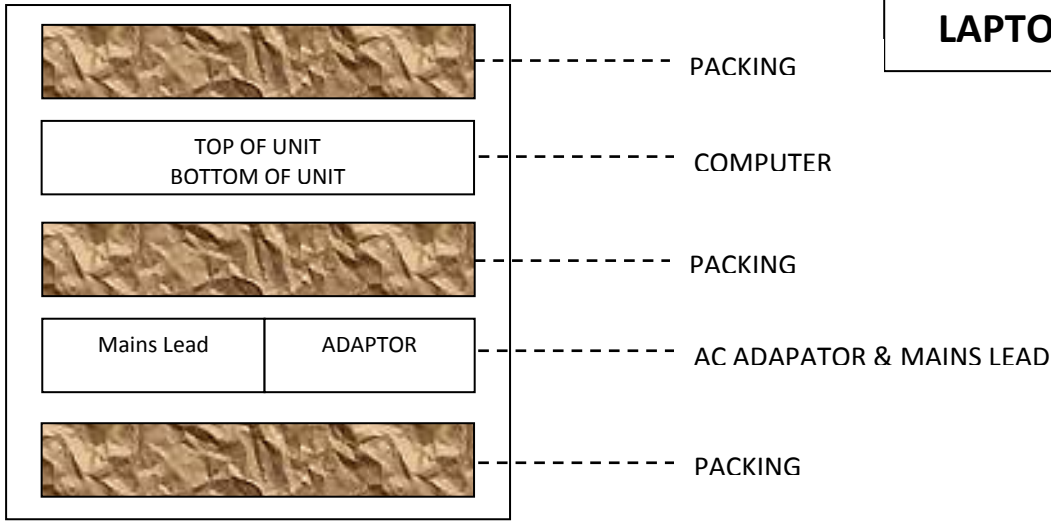 LAPTO
PACKING
TOP OF UNIT
BOTTOM OF UNIT
COMPUTER
PACKING
Mains Lead
ADAPTOR
AC ADAPATOR & MAINS LEAD
PACKING